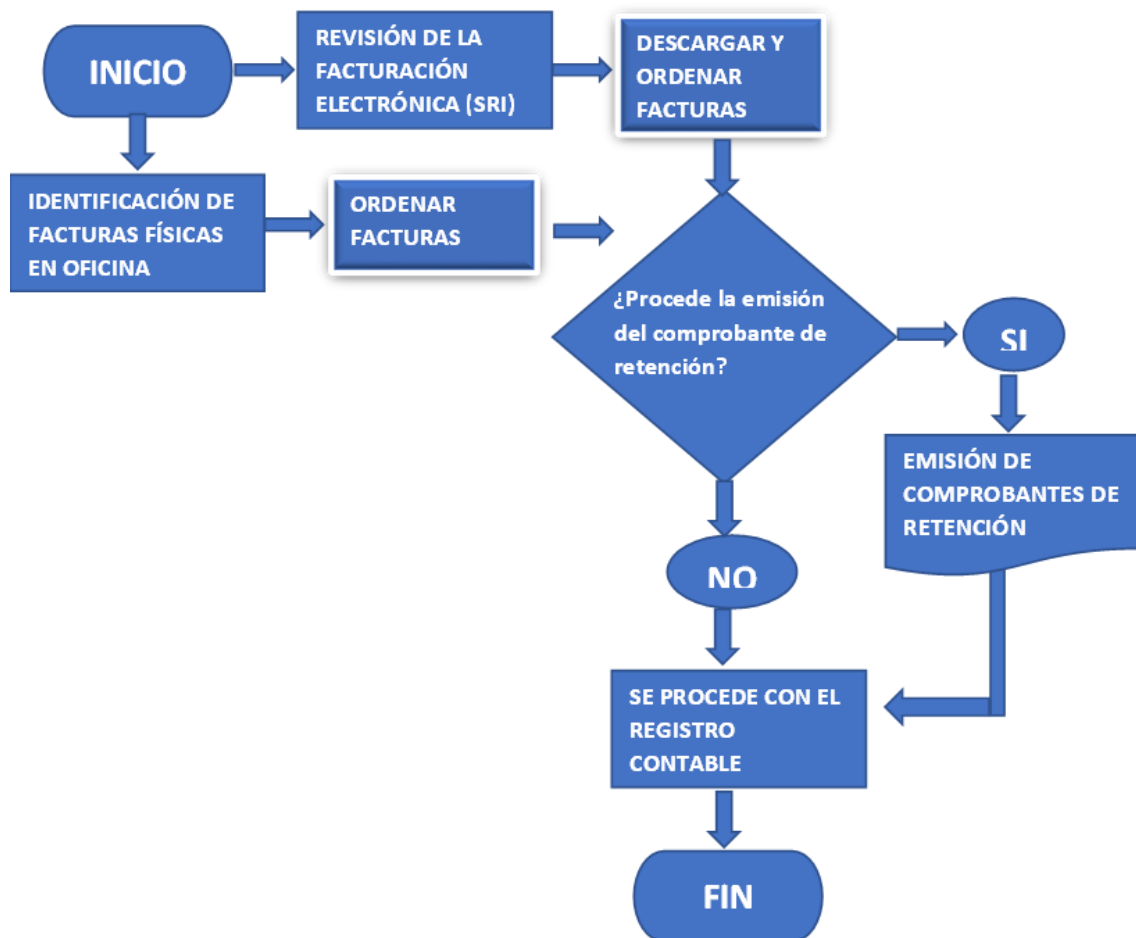 INICIO
REVISIÓN DE LA
FACTURACIÓN
ELECTRÓNICA (SRI)
DESCARGAR Y
ORDENAR
FACTURAS
IDENTIFICACIÓN DE
FACTURAS FÍSICAS
EN OFICINA
ORDENAR
FACTURAS
¿Procede la emisión
del comprobante de
retención?
SI
EMISIÓN DE
COMPROBANTES DE
RETENCIÓN
NO
SE PROCEDE CON EL
REGISTRO
CONTABLE
FIN